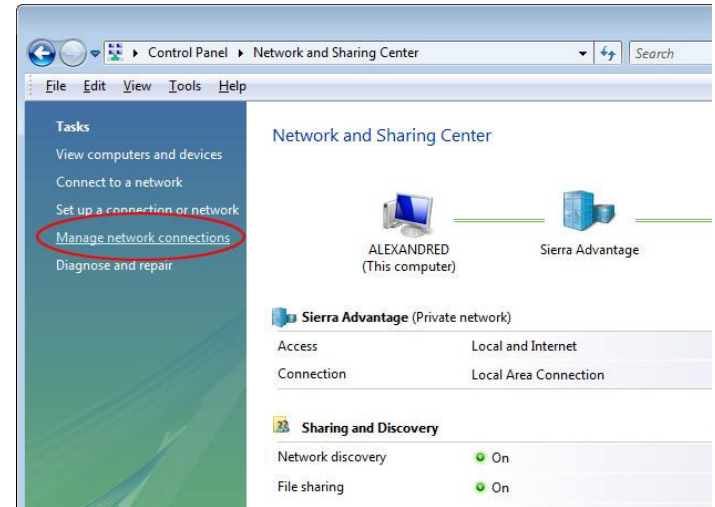 Control Panel Network and Sharing Center Search
File Edit View Tools Help
Tasks
View computers and devices
Connect to a network
Set up a connection or network
Manage network connections
Diagnose and repair
Network and Sharing Center
ALEXANDRED
(This computer)
Sierra Advantage
Sierra Advantage (Private network)
Access Local and Internet
Connection Local Area Connection
Sharing and Discovery
Network discovery On
File sharing On